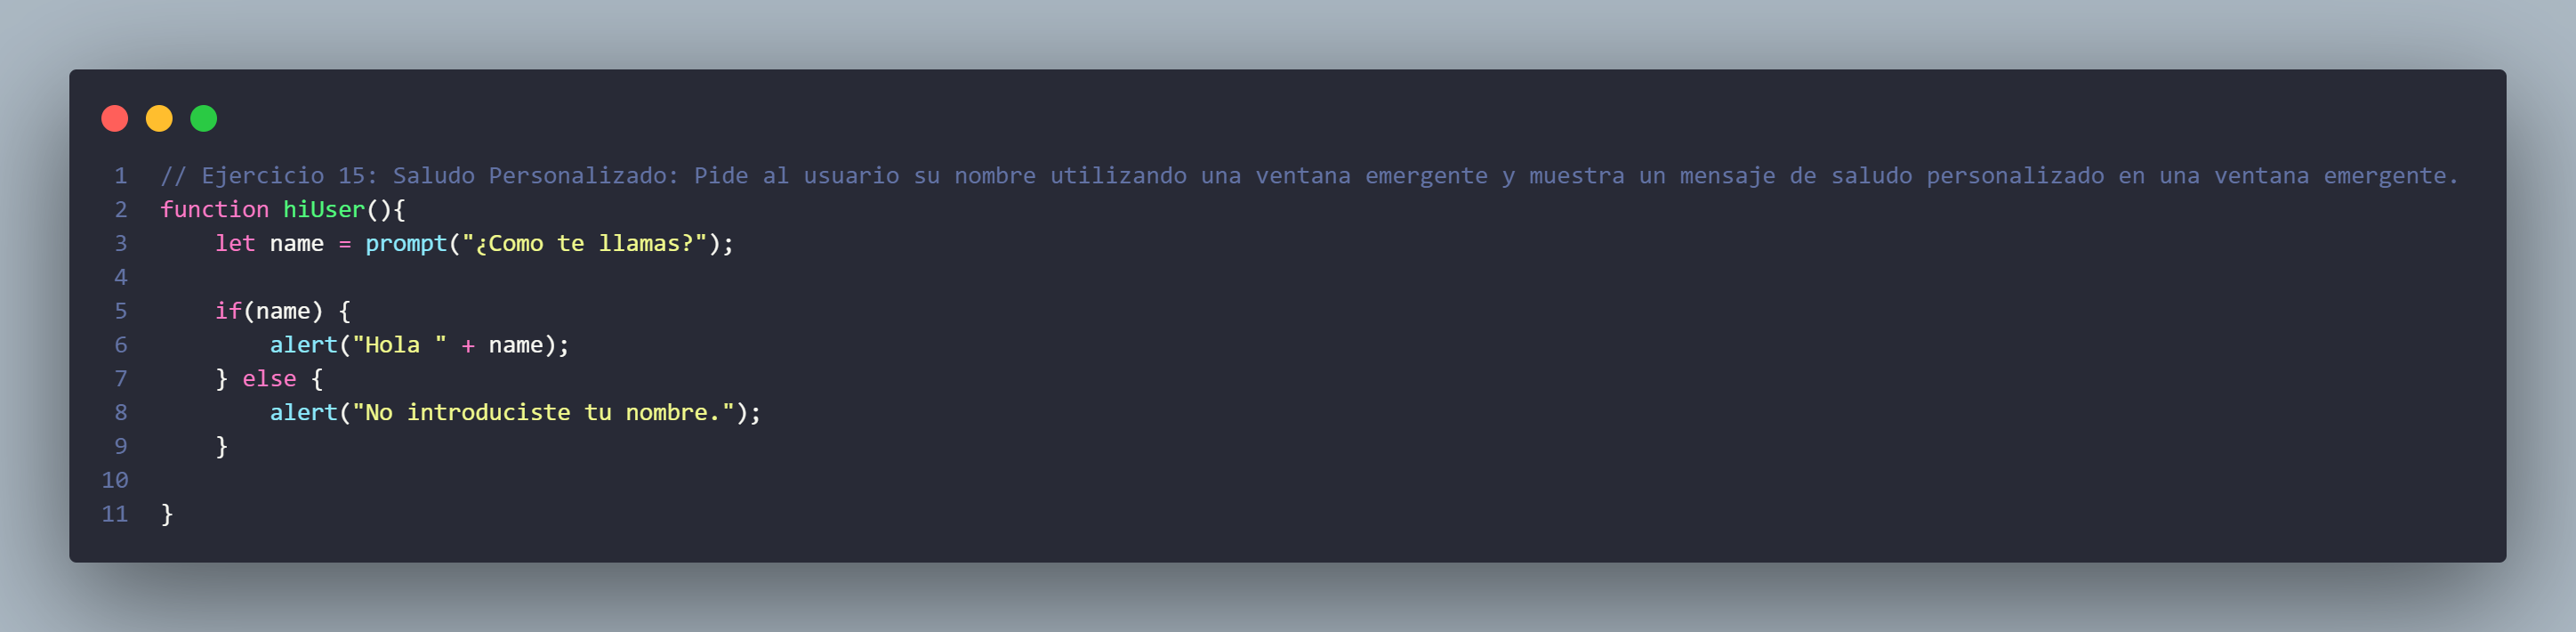 1 // Ejercicio 15: Saludo Personalizado: Pide al usuario su nombre utilizando una ventana emergente y muestra un mensaje de saludo personalizado en una ventana emergente.
2 function hiUser(){
3     let name = prompt("¿Como te llamas?");
4
5     if(name) {
6         alert("Hola " + name);
7     } else {
8         alert("No introduciste tu nombre.");
9     }
10
11 }